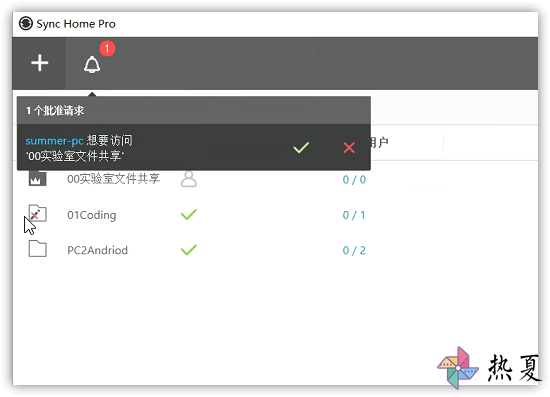 Sync Home Pro
1
1 个批准请求
summer-pc 想要访问
'00实验室文件共享'
用户
00实验室文件共享
0 / 0
01Coding
0 / 1
PC2Andriod
0 / 2
热夏